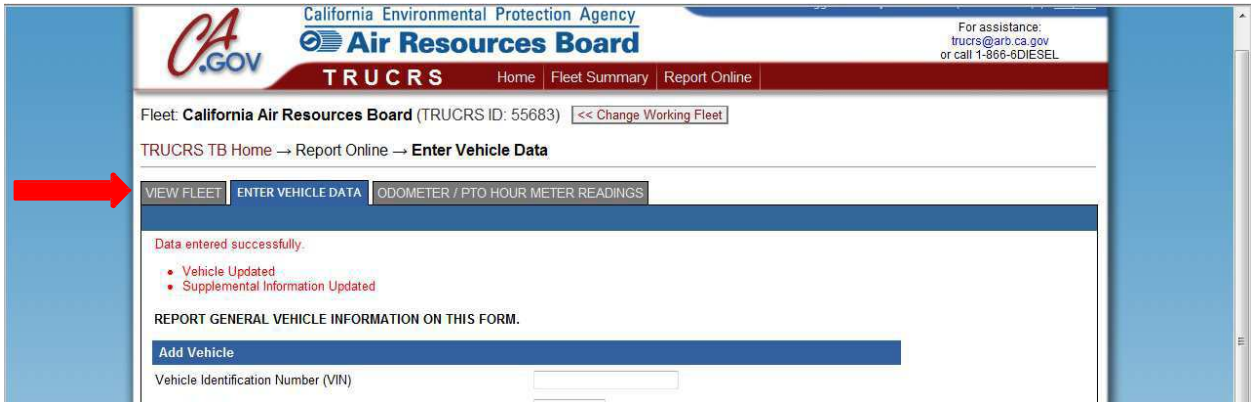 California Environmental Protection Agency
Air Resources Board
CA
.GOV
For assistance:
trucrs@arb.ca.gov
or call 1-866-6DIESEL
TRUCRS Home Fleet Summary Report Online
Fleet: California Air Resources Board (TRUCRS ID: 55683) << Change Working Fleet
TRUCRS TB Home → Report Online → Enter Vehicle Data
VIEW FLEET ENTER VEHICLE DATA ODOMETER / PTO HOUR METER READINGS
Data entered successfully.
• Vehicle Updated
• Supplemental Information Updated
REPORT GENERAL VEHICLE INFORMATION ON THIS FORM.
Add Vehicle
Vehicle Identification Number (VIN)